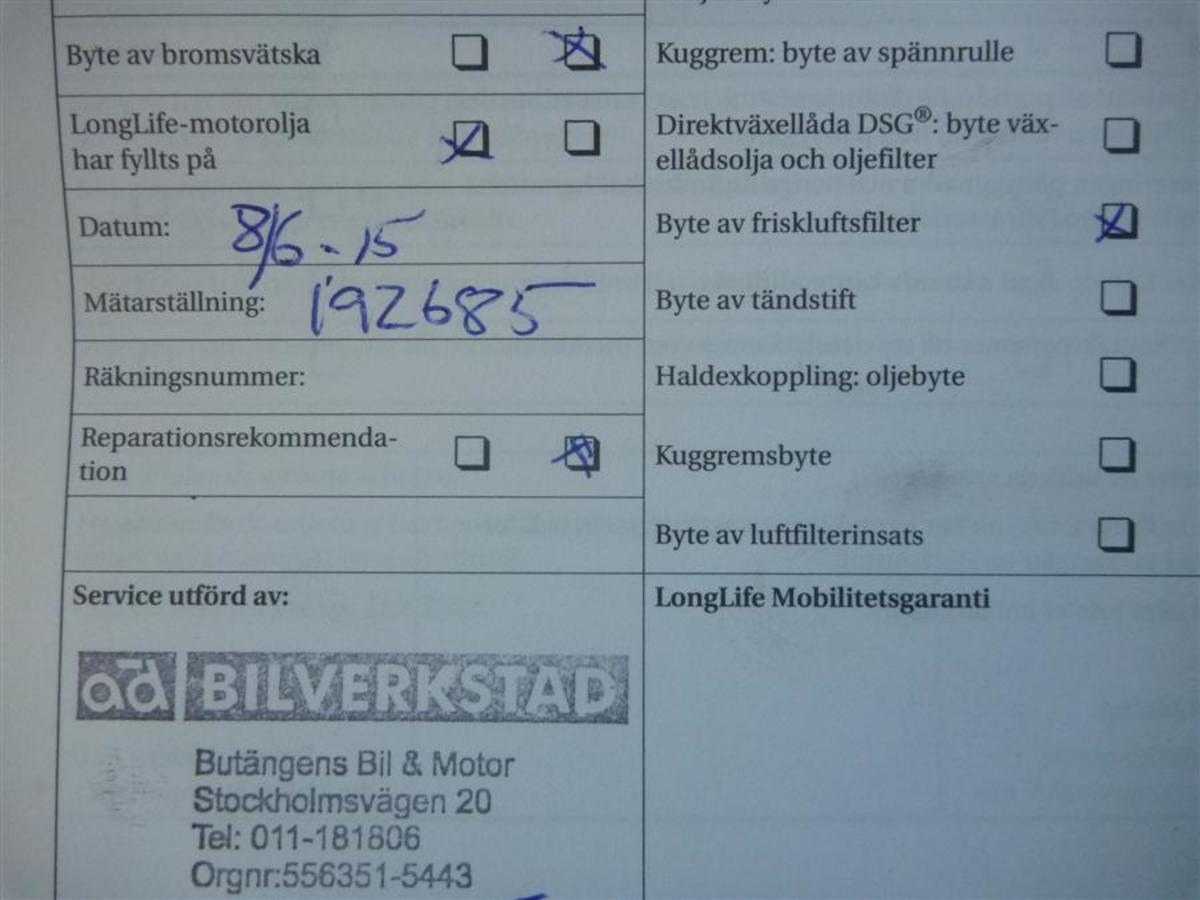 Byte av bromsvätska
LongLife-motorolja
har fyllts på
Datum: 8/6 - 15
Mätarställning: 192685
Räkningsnummer:
Reparationsrekommenda-
tion
Kuggrem: byte av spännrulle
Direktväxellåda DSG®: byte väx-
ellådsolja och oljefilter
Byte av friskluftsfilter
Byte av tändstift
Haldexkoppling: oljebyte
Kuggremsbyte
Byte av luftfilterinsats
Service utförd av:
ad BILVERKSTAD
Butängens Bil & Motor
Stockholmsvägen 20
Tel: 011-181806
Orgnr:556351-5443
LongLife Mobilitetsgaranti